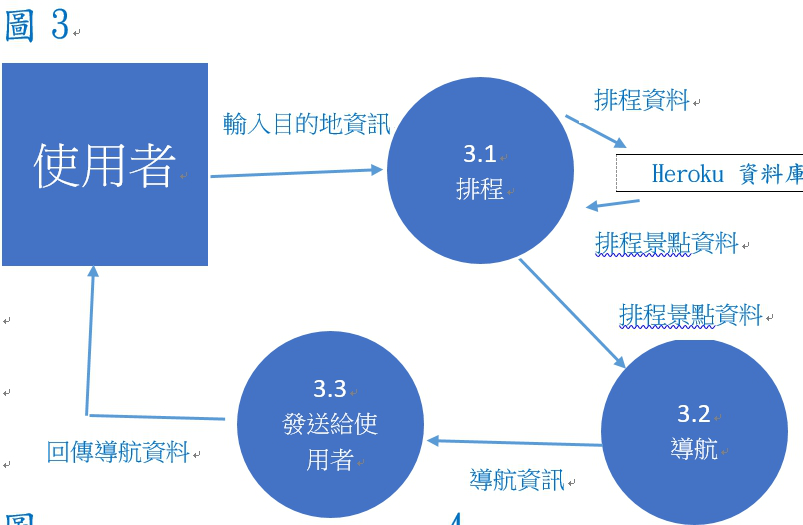 圖 3
排程資料
輸入目的地資訊
3.1
排程
使用者
Heroku 資料庫
排程景點資料
排程景點資料
3.3
發送給使
用者
3.2
導航
回傳導航資料
導航資訊
圖 4